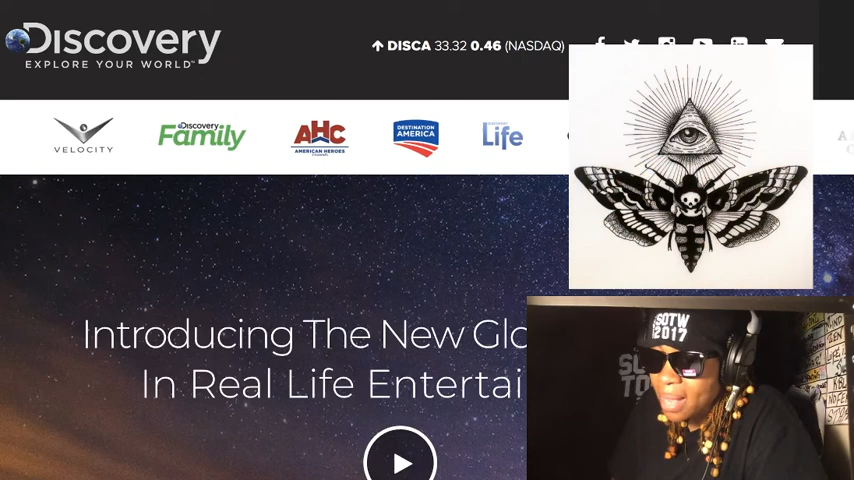 Discovery
EXPLORE YOUR WORLD™
DISCA 33.32 0.46 (NASDAQ)
VELOCITY
Discovery
Family
AHC
AMERICAN HEROES
DESTINATION
AMERICA
Life
Introducing The New Glo
In Real Life Entertai
SOTW
2017